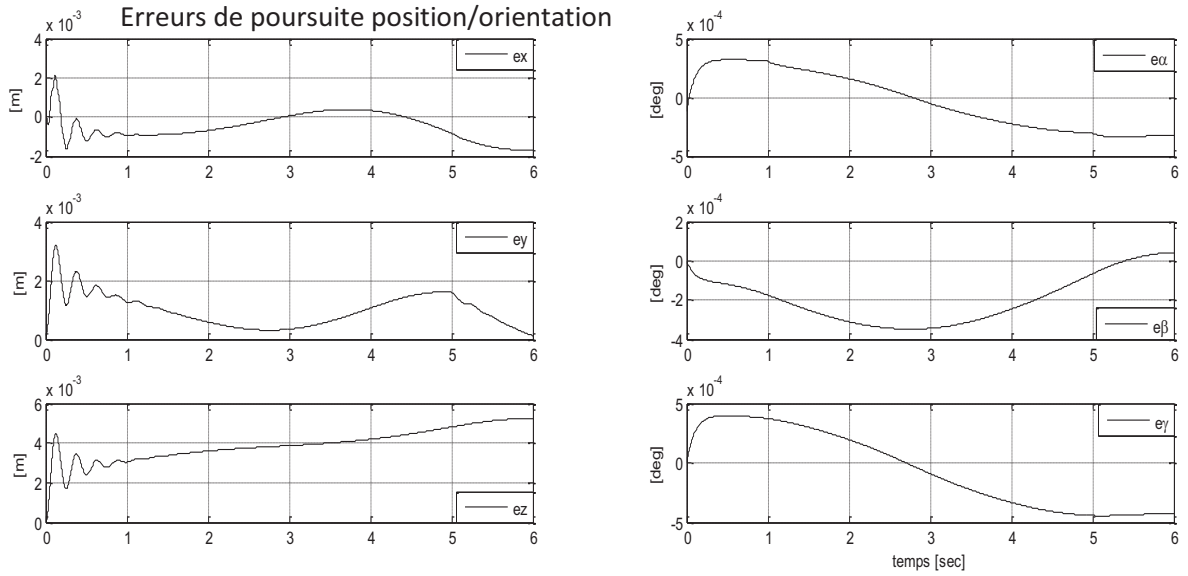 Erreurs de poursuite position/orientation
x 10⁻³
4
2
0
-2
[m]
ex
0 1 2 3 4 5 6
x 10⁻³
4
2
0
[m]
ey
0 1 2 3 4 5 6
x 10⁻³
6
4
2
0
[m]
ez
0 1 2 3 4 5 6
x 10⁻⁴
5
0
-5
[deg]
eα
0 1 2 3 4 5 6
x 10⁻⁴
2
0
-2
-4
[deg]
eβ
0 1 2 3 4 5 6
x 10⁻⁴
5
0
-5
[deg]
eγ
0 1 2 3 4 5 6
temps [sec]